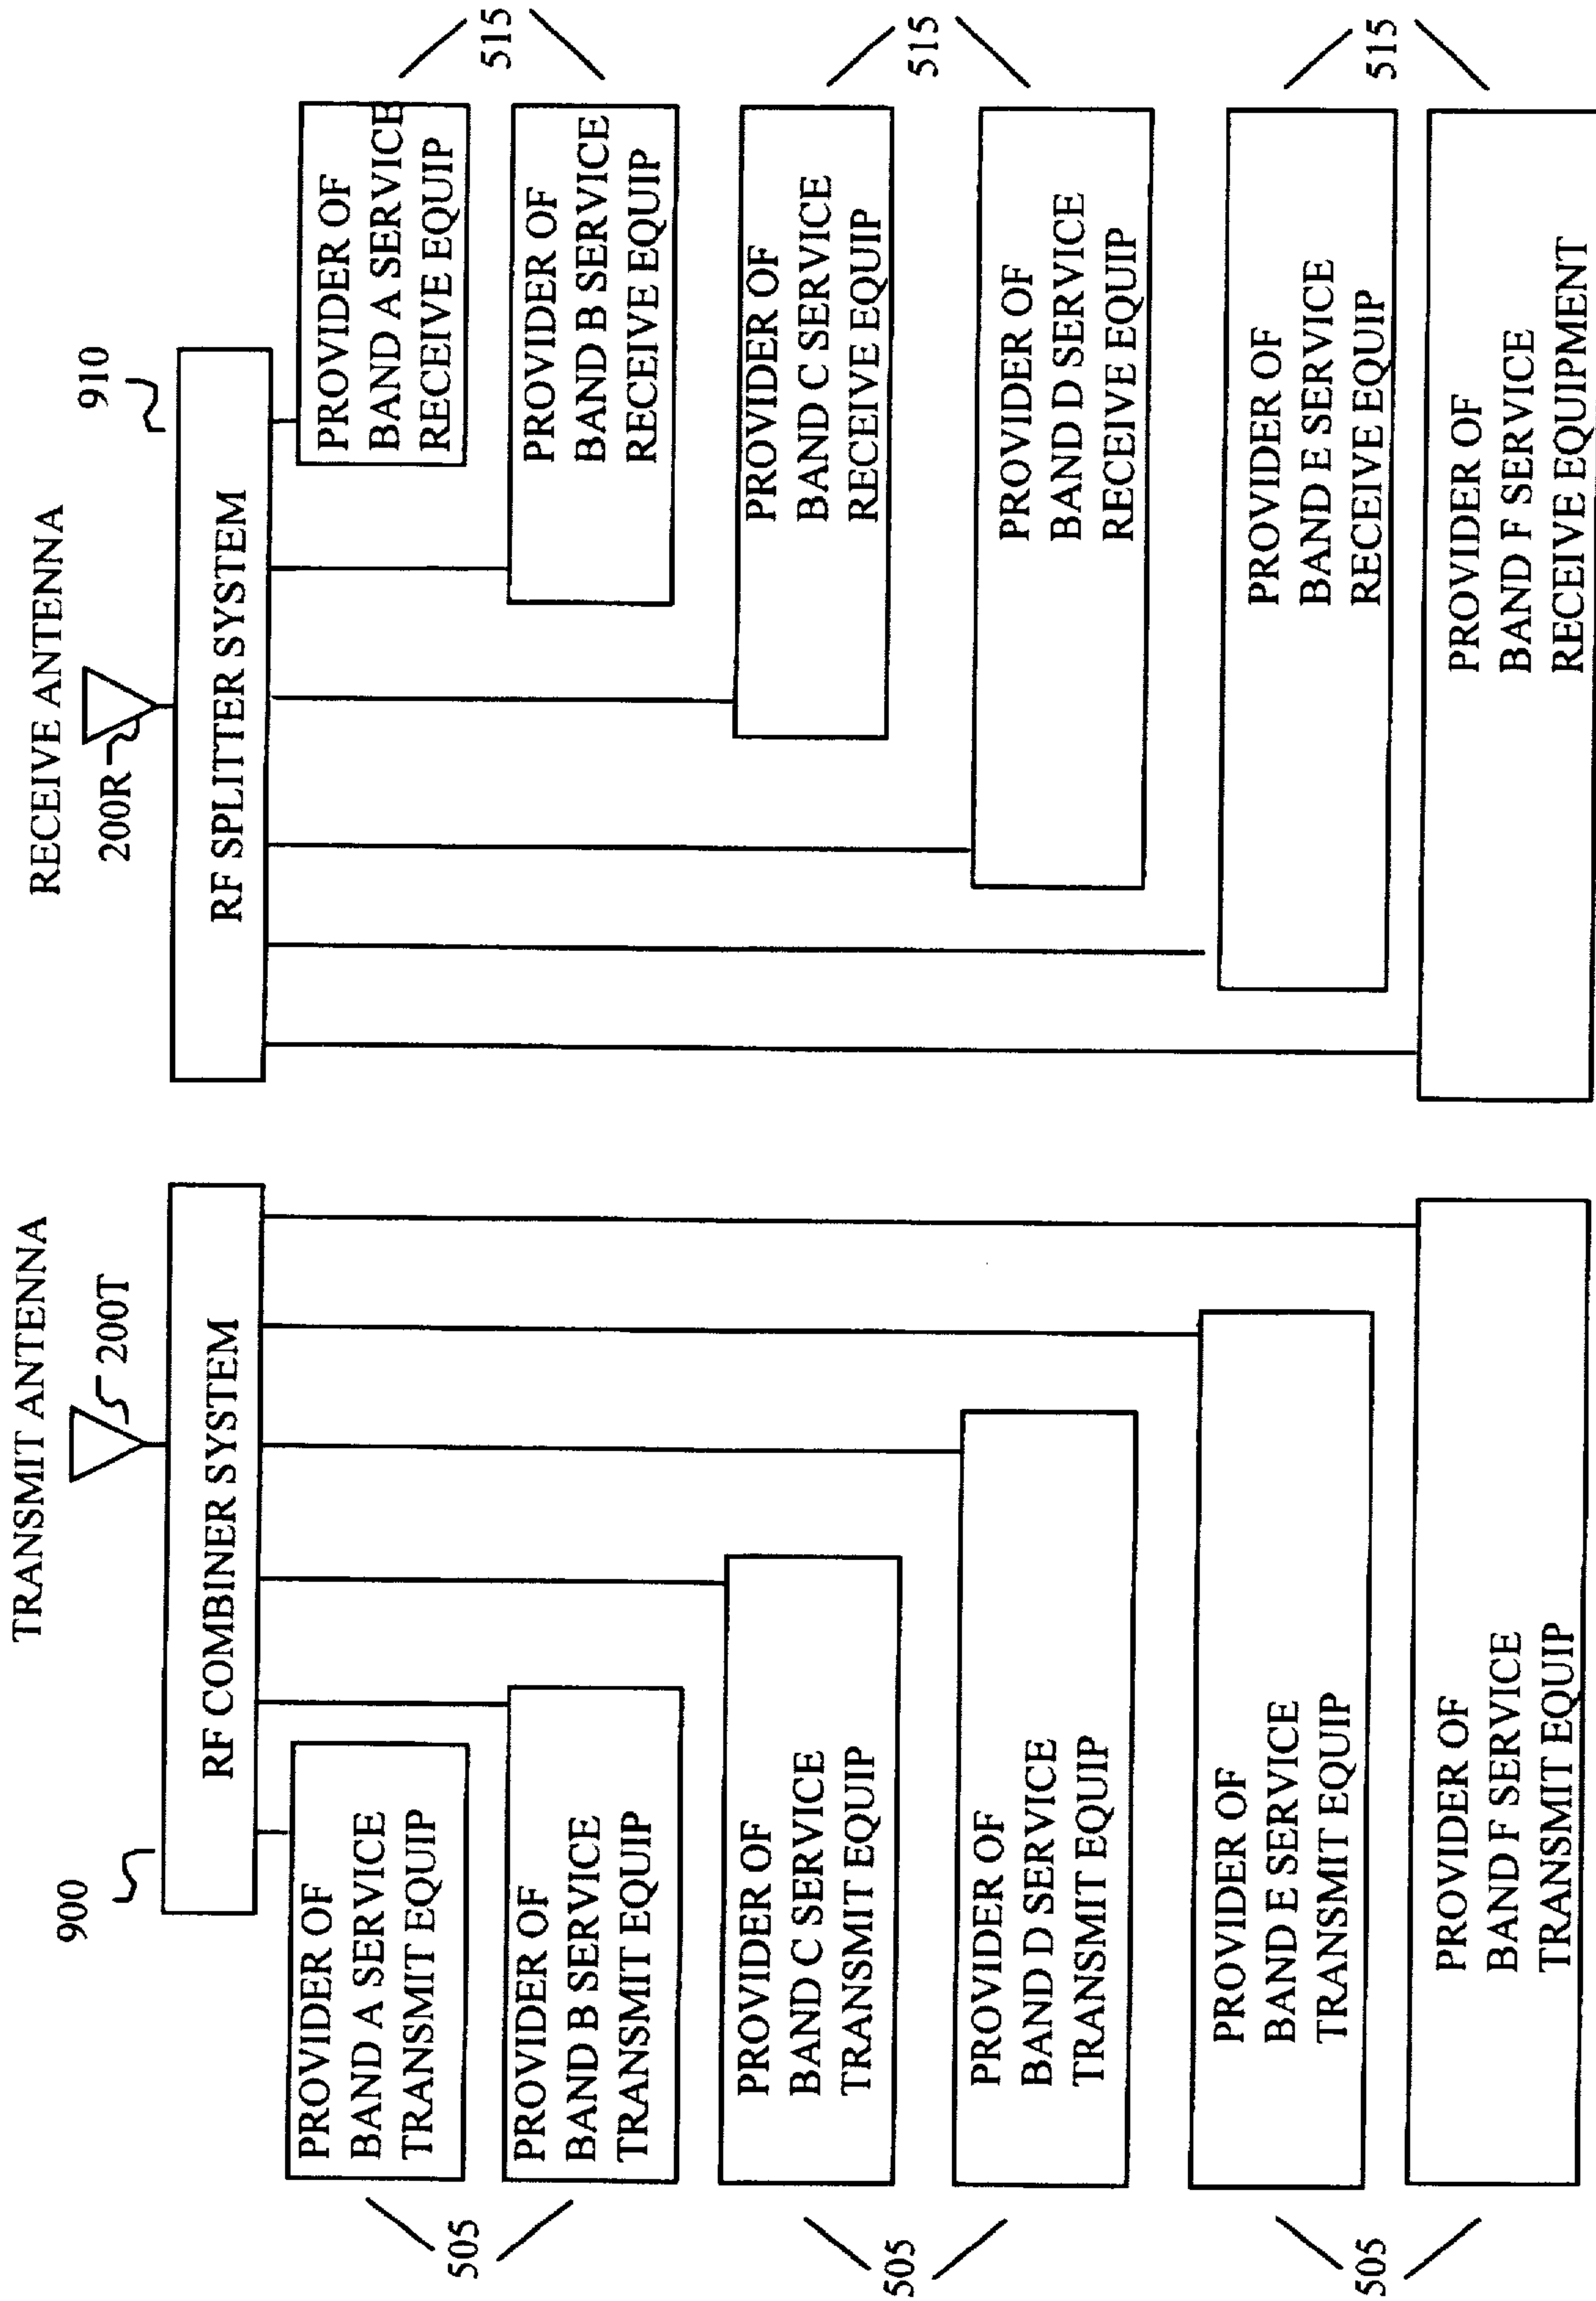 TRANSMIT ANTENNA
200T
900
RF COMBINER SYSTEM
PROVIDER OF
BAND A SERVICE
TRANSMIT EQUIP
PROVIDER OF
BAND B SERVICE
TRANSMIT EQUIP
505
PROVIDER OF
BAND C SERVICE
TRANSMIT EQUIP
PROVIDER OF
BAND D SERVICE
TRANSMIT EQUIP
505
PROVIDER OF
BAND E SERVICE
TRANSMIT EQUIP
PROVIDER OF
BAND F SERVICE
TRANSMIT EQUIP
505
RECEIVE ANTENNA
200R
910
RF SPLITTER SYSTEM
PROVIDER OF
BAND A SERVICE
RECEIVE EQUIP
PROVIDER OF
BAND B SERVICE
RECEIVE EQUIP
515
PROVIDER OF
BAND C SERVICE
RECEIVE EQUIP
PROVIDER OF
BAND D SERVICE
RECEIVE EQUIP
515
PROVIDER OF
BAND E SERVICE
RECEIVE EQUIP
PROVIDER OF
BAND F SERVICE
RECEIVE EQUIPMENT
515